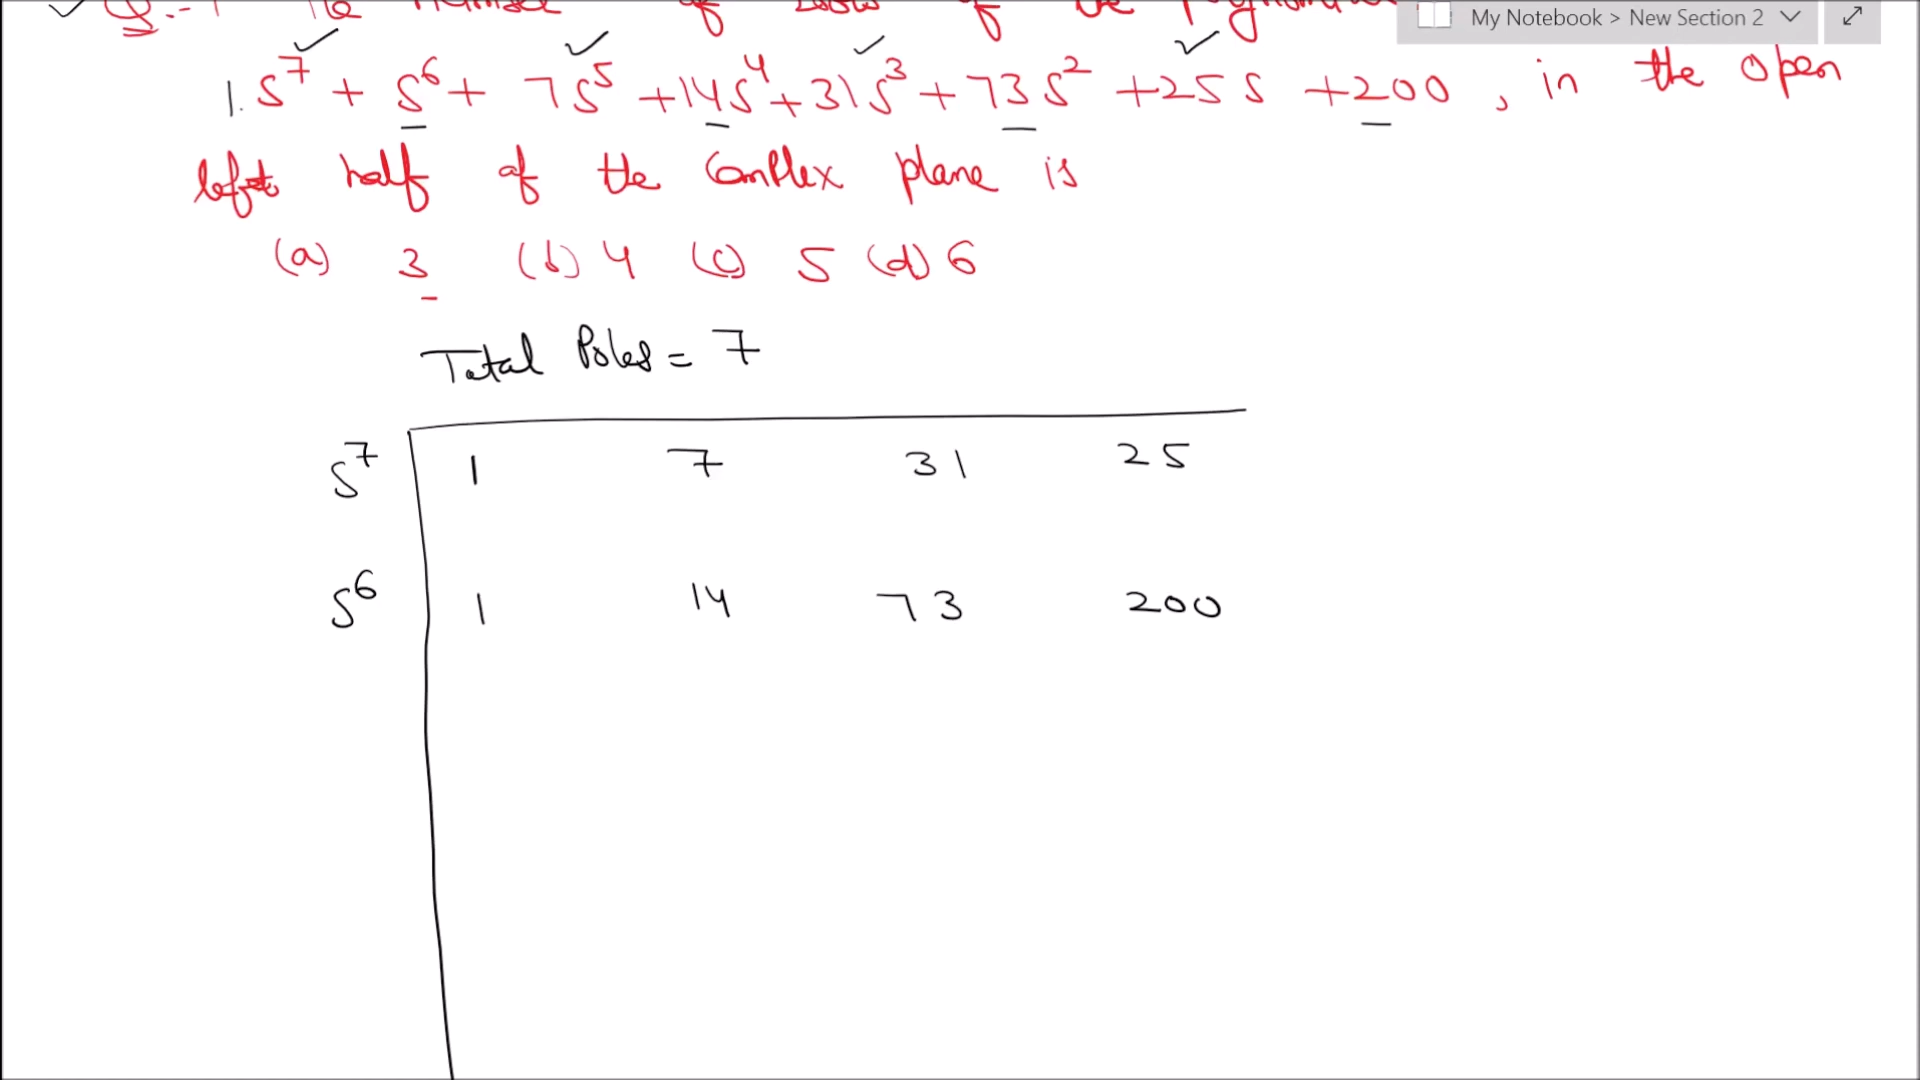 My Notebook > New Section 2
1. s⁷ + s⁶ + 7s⁵ + 14s⁴ + 31s³ + 73s² + 25s + 200, in the open
left half of the complex plane is
(a) 3 (b) 4 (c) 5 (d) 6
Total Poles = 7
s⁷ 1 7 31 25
s⁶ 1 14 73 200